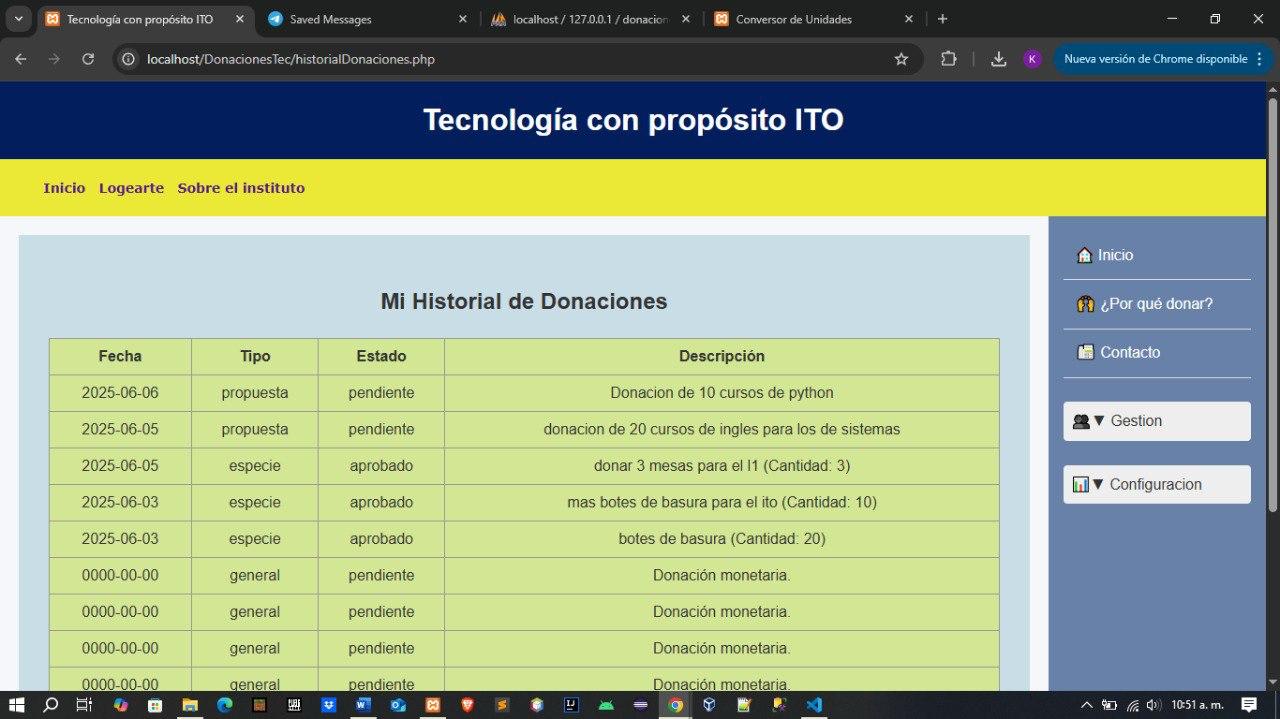 Tecnología con propósito ITO
Saved Messages
localhost / 127.0.0.1 / donacion
Conversor de Unidades
localhost/DonacionesTec/historialDonaciones.php
K
Nueva versión de Chrome disponible
Tecnología con propósito ITO
Inicio Logearte Sobre el instituto
Inicio
¿Por qué donar?
Contacto
▼ Gestion
▼ Configuracion
Mi Historial de Donaciones
Fecha Tipo Estado Descripción
2025-06-06 propuesta pendiente Donacion de 10 cursos de python
2025-06-05 propuesta pendiente donacion de 20 cursos de ingles para los de sistemas
2025-06-05 especie aprobado donar 3 mesas para el l1 (Cantidad: 3)
2025-06-03 especie aprobado mas botes de basura para el ito (Cantidad: 10)
2025-06-03 especie aprobado botes de basura (Cantidad: 20)
0000-00-00 general pendiente Donación monetaria.
0000-00-00 general pendiente Donación monetaria.
0000-00-00 general pendiente Donación monetaria.
0000-00-00 general pendiente Donación monetaria.
10:51 a. m.